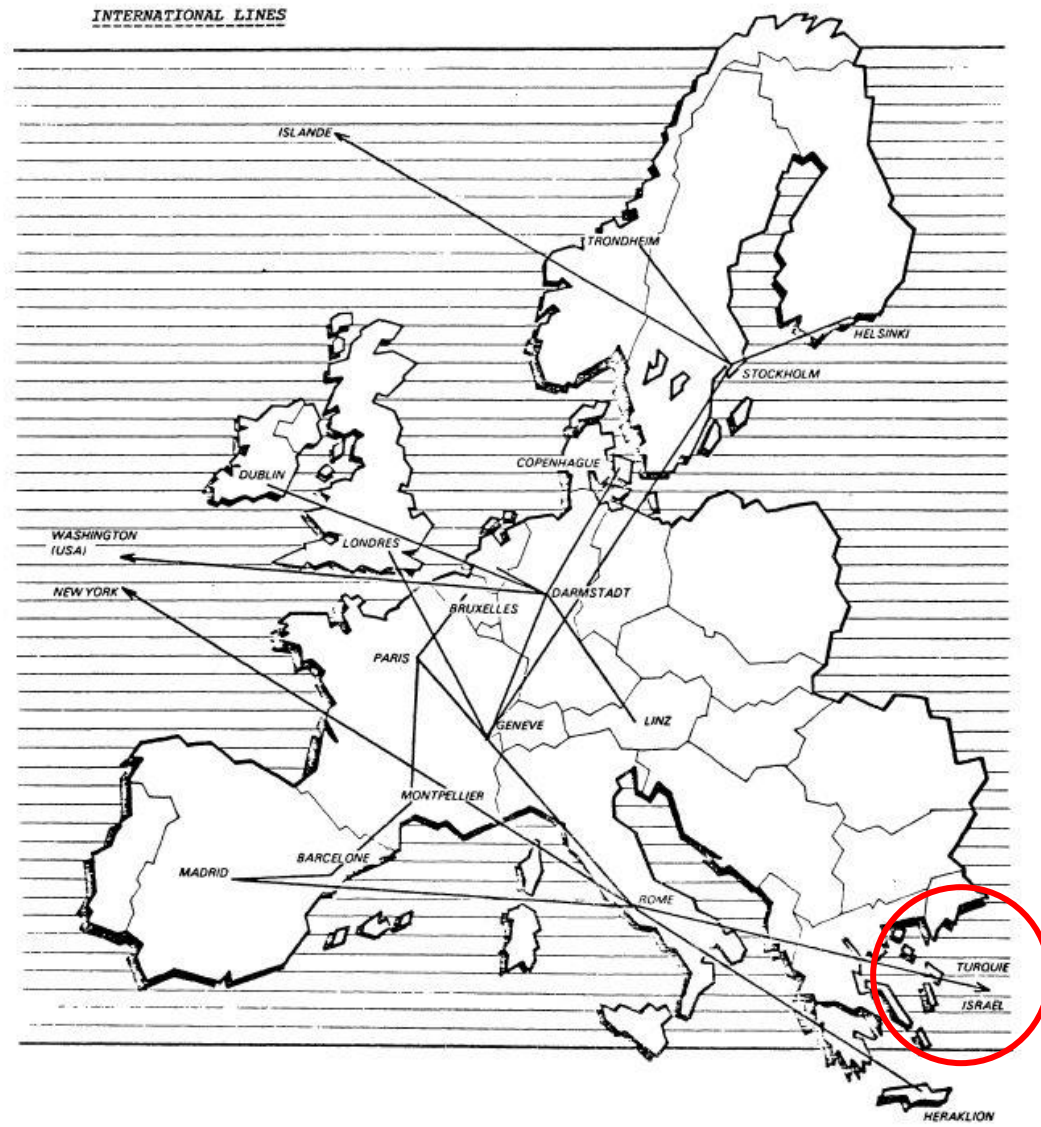 INTERNATIONAL LINES
ISLANDE
TRONDHEIM
HELSINKI
STOCKHOLM
COPENHAGUE
DUBLIN
WASHINGTON
(USA)
LONDRES
NEW YORK
BRUXELLES
DARMSTADT
PARIS
GENEVE
LINZ
MONTPELLIER
BARCELONE
MADRID
ROME
TURQUIE
ISRAEL
HERAKLION